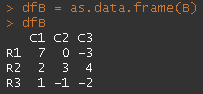 > dfB = as.data.frame(B)
> dfB
   C1 C2 C3
R1  7  0 -3
R2  2  3  4
R3  1 -1 -2